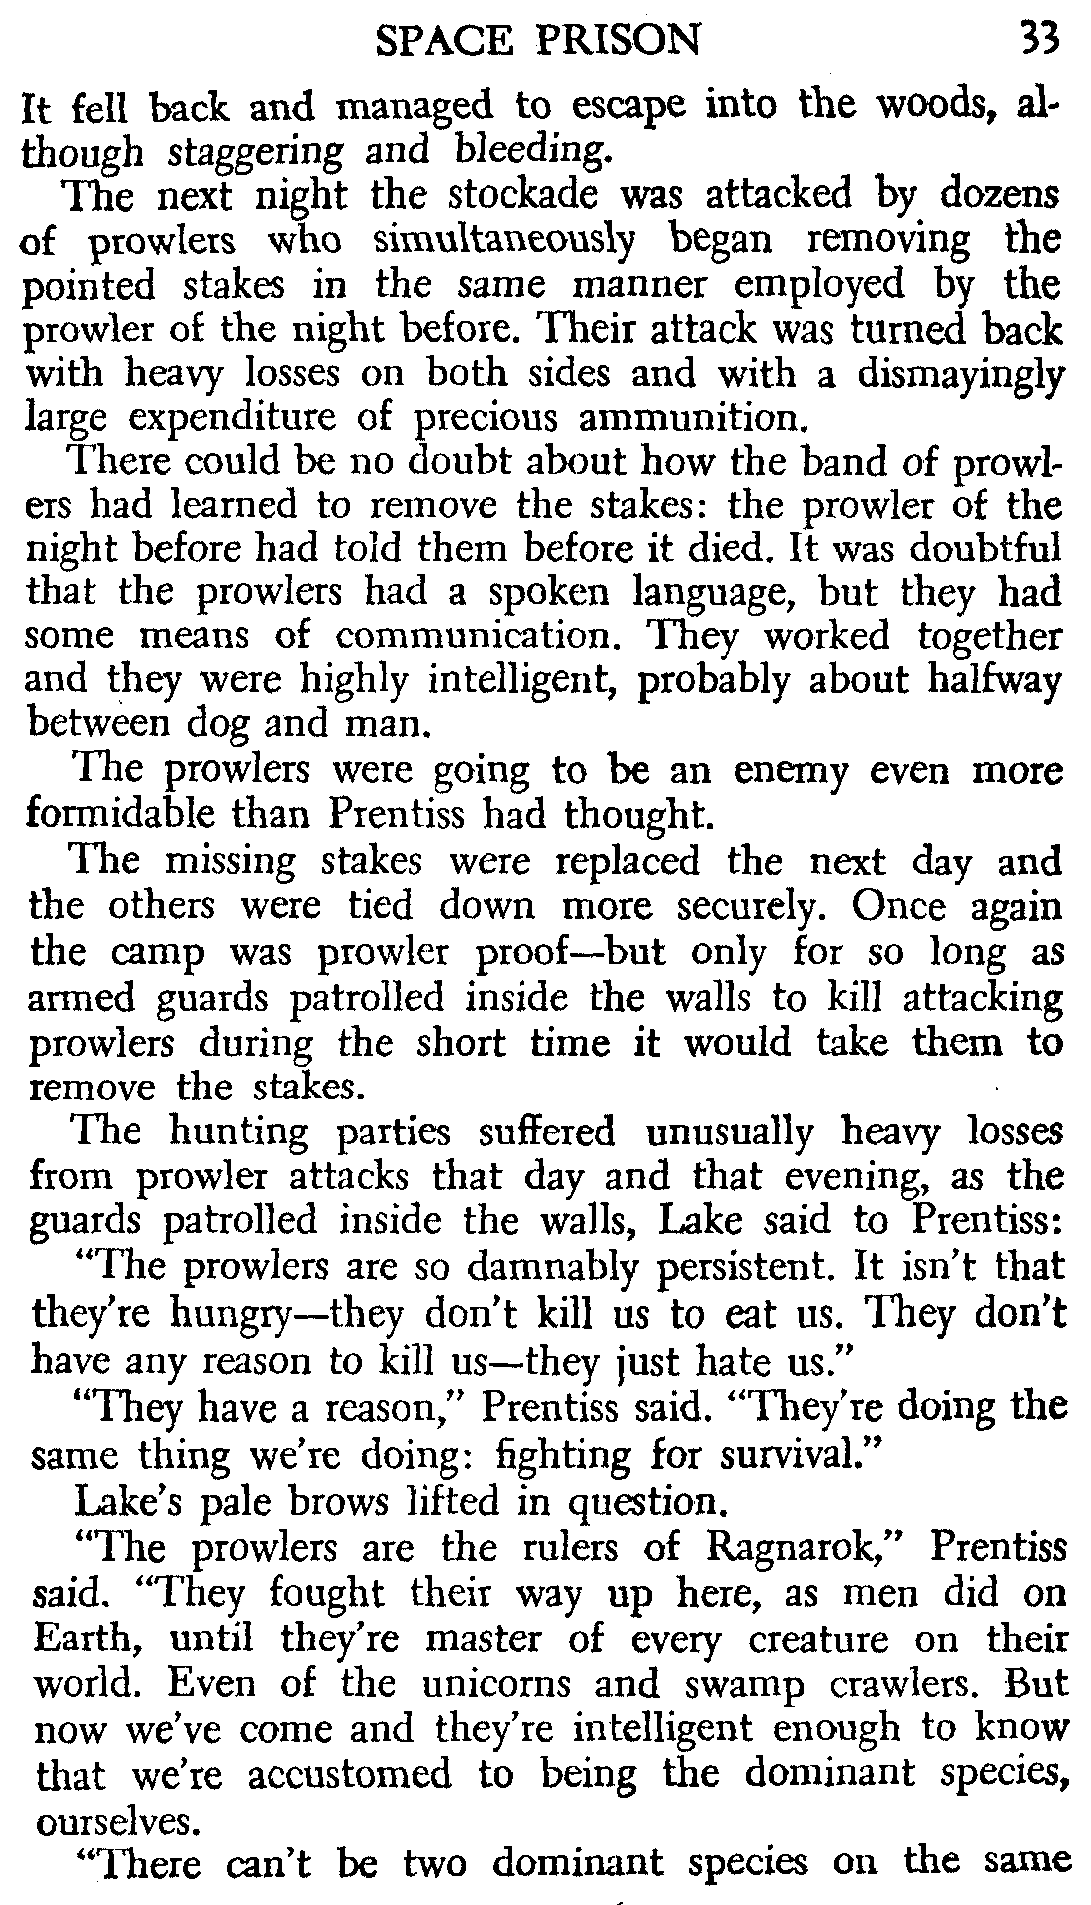 SPACE PRISON 33
It fell back and managed to escape into the woods, al-
though staggering and bleeding.
The next night the stockade was attacked by dozens
of prowlers who simultaneously began removing the
pointed stakes in the same manner employed by the
prowler of the night before. Their attack was turned back
with heavy losses on both sides and with a dismayingly
large expenditure of precious ammunition.
There could be no doubt about how the band of prowl-
ers had learned to remove the stakes: the prowler of the
night before had told them before it died. It was doubtful
that the prowlers had a spoken language, but they had
some means of communication. They worked together
and they were highly intelligent, probably about halfway
between dog and man.
The prowlers were going to be an enemy even more
formidable than Prentiss had thought.
The missing stakes were replaced the next day and
the others were tied down more securely. Once again
the camp was prowler proof—but only for so long as
armed guards patrolled inside the walls to kill attacking
prowlers during the short time it would take them to
remove the stakes.
The hunting parties suffered unusually heavy losses
from prowler attacks that day and that evening, as the
guards patrolled inside the walls, Lake said to Prentiss:
“The prowlers are so damnably persistent. It isn't that
they're hungry—they don't kill us to eat us. They don't
have any reason to kill us—they just hate us.”
“They have a reason,” Prentiss said. “They're doing the
same thing we're doing: fighting for survival.”
Lake's pale brows lifted in question.
“The prowlers are the rulers of Ragnarok,” Prentiss
said. “They fought their way up here, as men did on
Earth, until they're master of every creature on their
world. Even of the unicorns and swamp crawlers. But
now we've come and they're intelligent enough to know
that we're accustomed to being the dominant species,
ourselves.
“There can't be two dominant species on the same